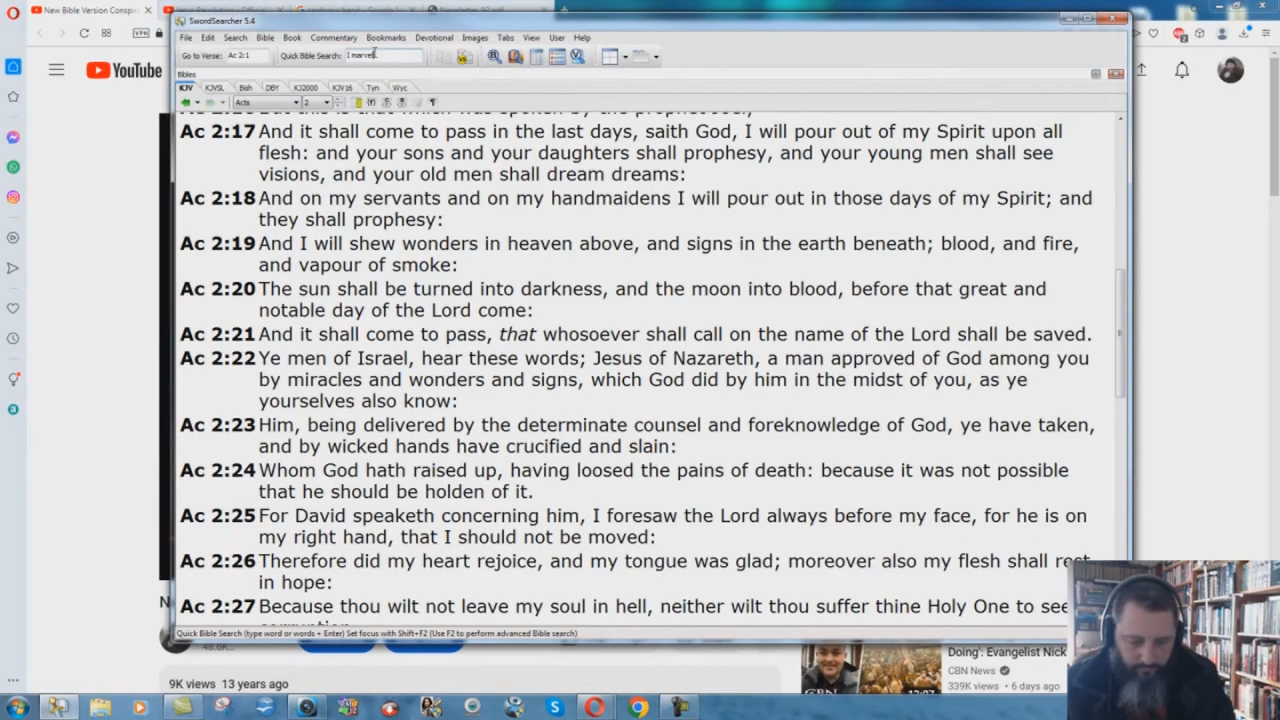 New Bible Version Conspr
SwordSearcher 5.4
File Edit Search Bible Book Commentary Bookmarks Devotional Images Tabs View User Help
VPN
Go to Verse: Ac 2:1 Quick Bible Search: I marvel
YouTube
Bibles
KJV KJVSL Bish DBY KJ2000 KJV16 Tyn Wyc
Acts 2
Ac 2:17 And it shall come to pass in the last days, saith God, I will pour out of my Spirit upon all
flesh: and your sons and your daughters shall prophesy, and your young men shall see
visions, and your old men shall dream dreams:
Ac 2:18 And on my servants and on my handmaidens I will pour out in those days of my Spirit; and
they shall prophesy:
Ac 2:19 And I will shew wonders in heaven above, and signs in the earth beneath; blood, and fire,
and vapour of smoke:
Ac 2:20 The sun shall be turned into darkness, and the moon into blood, before that great and
notable day of the Lord come:
Ac 2:21 And it shall come to pass, that whosoever shall call on the name of the Lord shall be saved.
Ac 2:22 Ye men of Israel, hear these words; Jesus of Nazareth, a man approved of God among you
by miracles and wonders and signs, which God did by him in the midst of you, as ye
yourselves also know:
Ac 2:23 Him, being delivered by the determinate counsel and foreknowledge of God, ye have taken,
and by wicked hands have crucified and slain:
Ac 2:24 Whom God hath raised up, having loosed the pains of death: because it was not possible
that he should be holden of it.
Ac 2:25 For David speaketh concerning him, I foresaw the Lord always before my face, for he is on
my right hand, that I should not be moved:
Ac 2:26 Therefore did my heart rejoice, and my tongue was glad; moreover also my flesh shall rest
in hope:
Ac 2:27 Because thou wilt not leave my soul in hell, neither wilt thou suffer thine Holy One to see
Quick Bible Search (type word or words + Enter) Set focus with Shift+F2 (Use F2 to perform advanced Bible search)
48.6K
Doing': Evangelist Nick
CBN News
339K views • 6 days ago
9K views 13 years ago